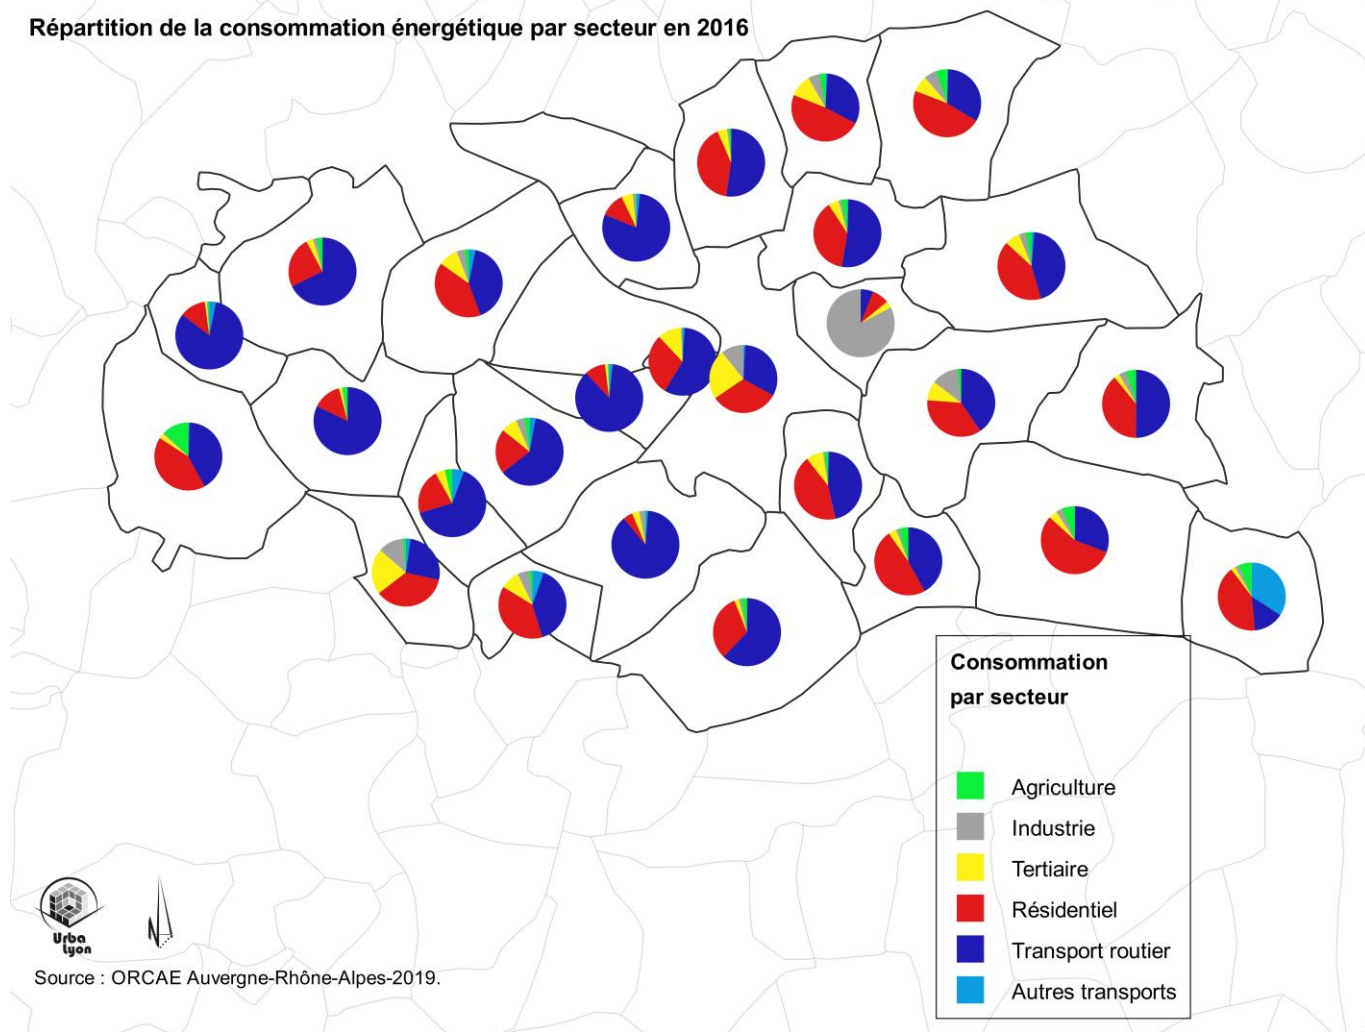 Répartition de la consommation énergétique par secteur en 2016
Consommation
par secteur
Agriculture
Industrie
Tertiaire
Résidentiel
Transport routier
Autres transports
Urba
Lyon
N
Source : ORCAE Auvergne-Rhône-Alpes-2019.